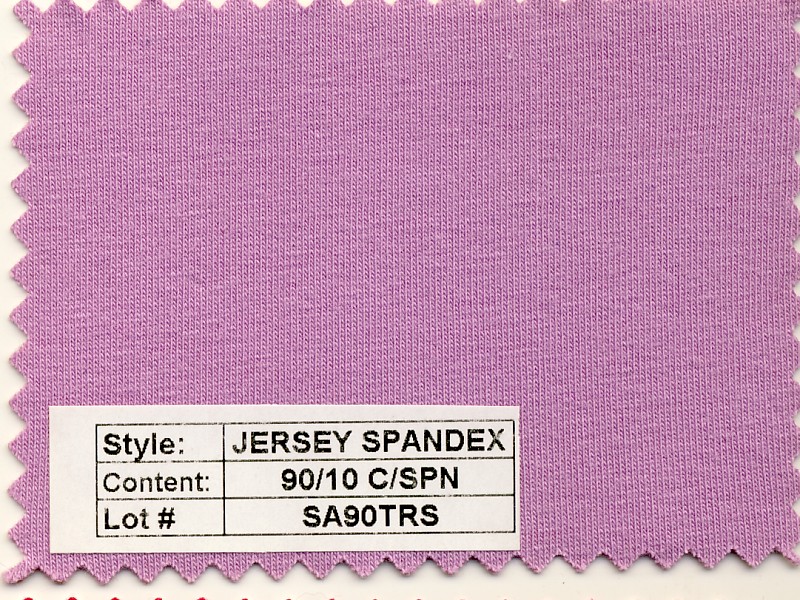 Style: JERSEY SPANDEX
Content: 90/10 C/SPN
Lot # SA90TRS